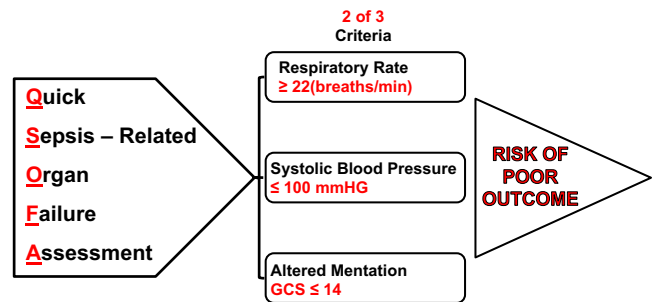 Quick
Sepsis – Related
Organ
Failure
Assessment
2 of 3
Criteria
Respiratory Rate
≥ 22(breaths/min)
Systolic Blood Pressure
≤ 100 mmHG
Altered Mentation
GCS ≤ 14
RISK OF
POOR
OUTCOME